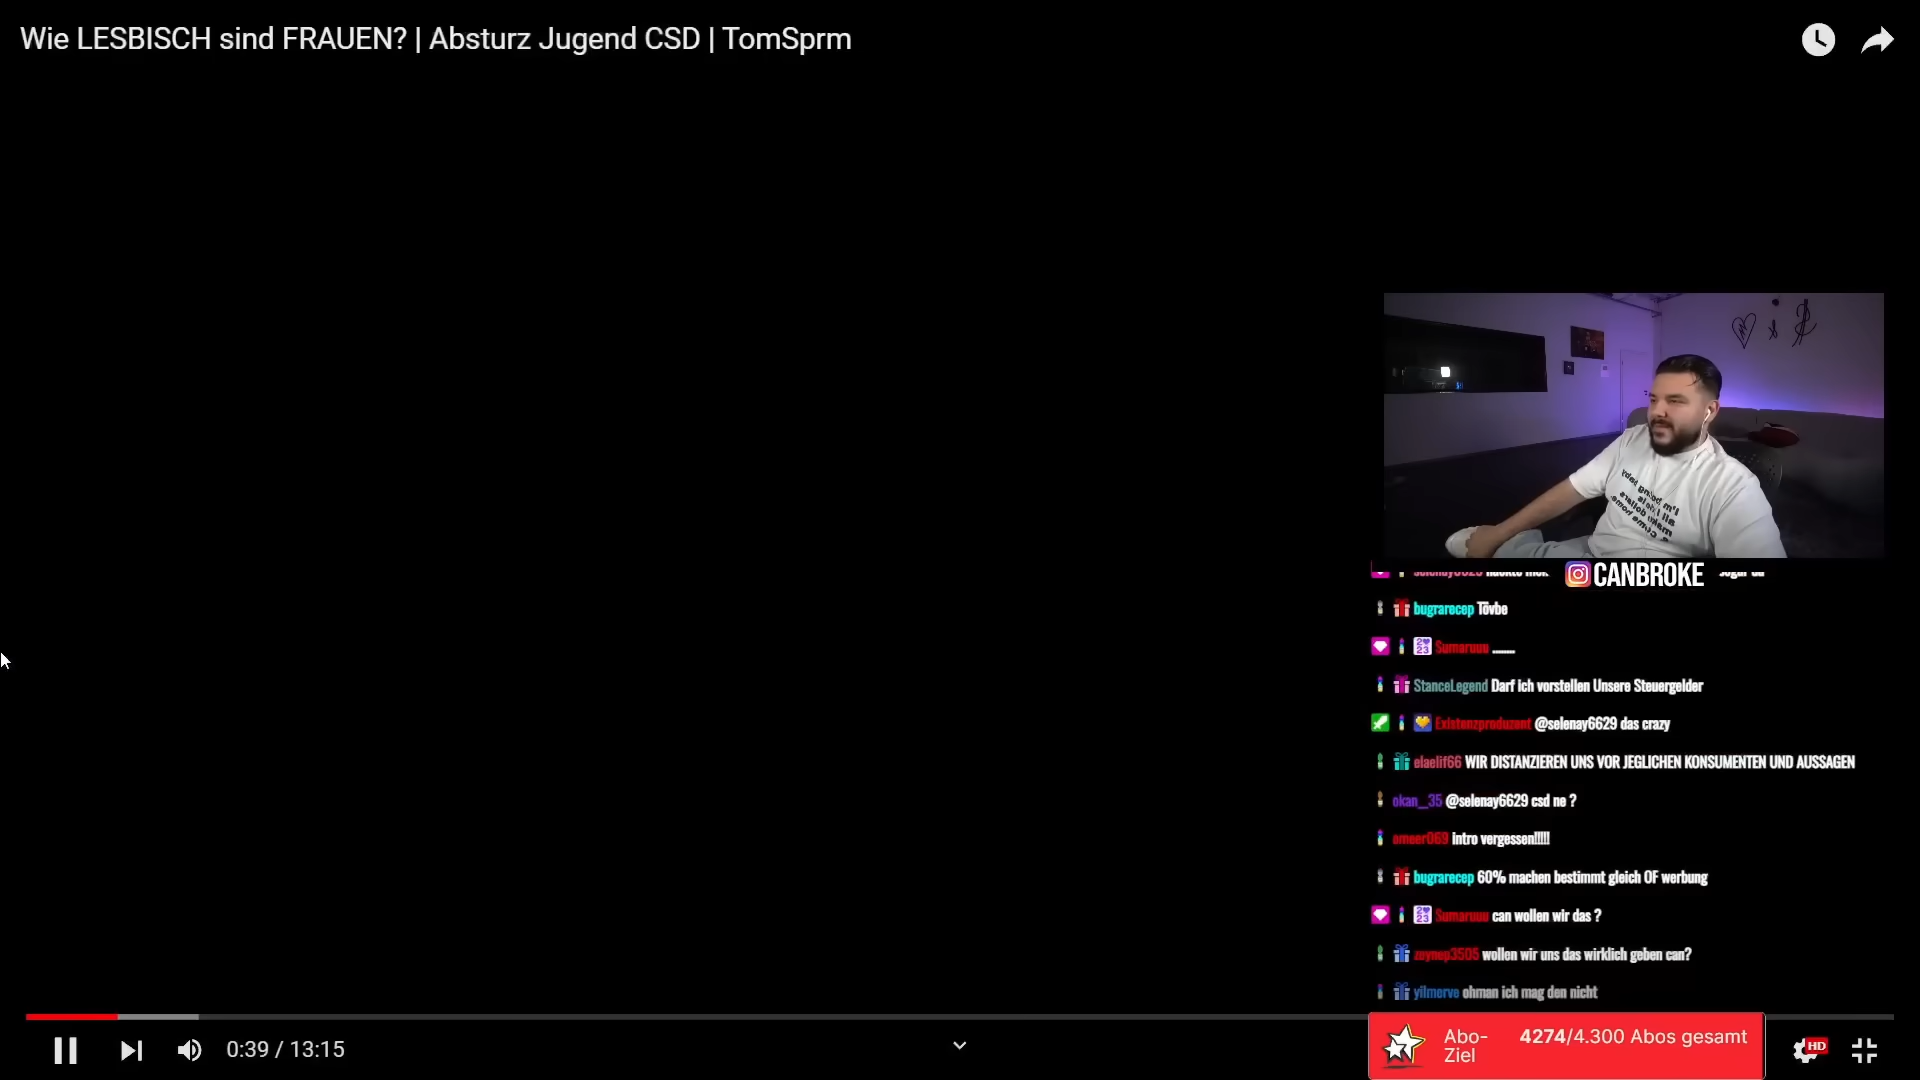 Wie LESBISCH sind FRAUEN? | Absturz Jugend CSD | TomSprm
CANBROKE
bugrarecep Tövbe
Sumaruuu ........
StanceLegend Darf ich vorstellen Unsere Steuergelder
Existenzproduzent @selenay6629 das crazy
elaelif66 WIR DISTANZIEREN UNS VOR JEGLICHEN KONSUMENTEN UND AUSSAGEN
okan__35 @selenay6629 csd ne ?
omeer069 intro vergessen!!!!!
bugrarecep 60% machen bestimmt gleich OF werbung
Sumaruuu can wollen wir das ?
zeynep3505 wollen wir uns das wirklich geben can?
yilmerve ohman ich mag den nicht
0:39 / 13:15
Abo-Ziel 4274/4.300 Abos gesamt
HD